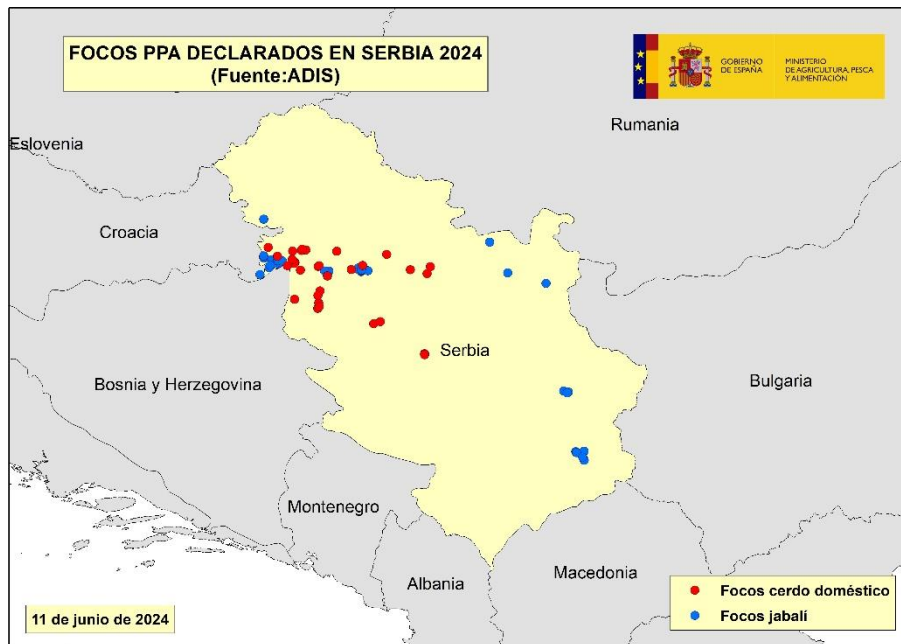 FOCOS PPA DECLARADOS EN SERBIA 2024
(Fuente:ADIS)
GOBIERNO
DE ESPAÑA
MINISTERIO
DE AGRICULTURA, PESCA
Y ALIMENTACIÓN
Rumania
Eslovenia
Croacia
Serbia
Bosnia y Herzegovina
Bulgaria
Montenegro
Albania
Macedonia
Focos cerdo doméstico
Focos jabalí
11 de junio de 2024